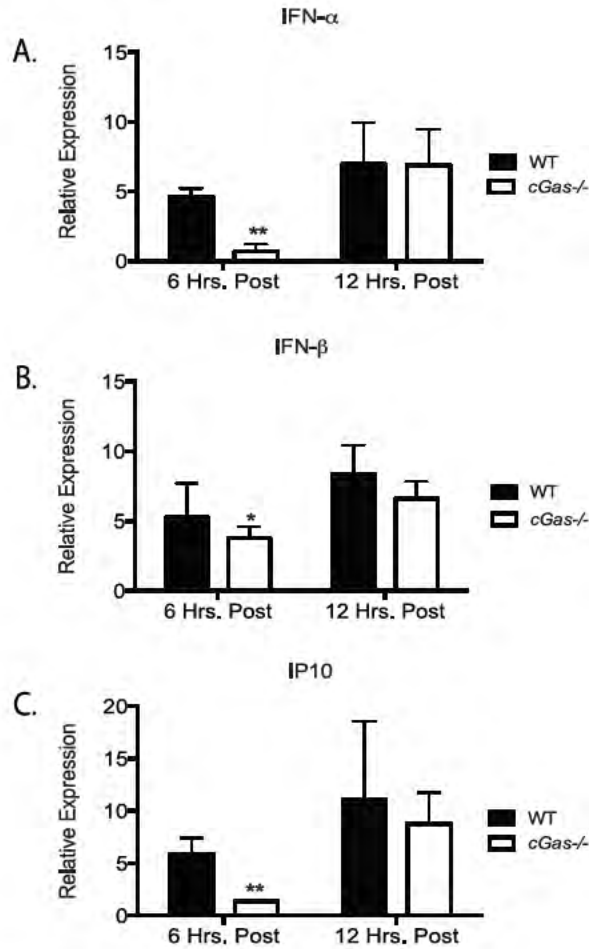 IFN-α
A.
15
10
5
0
Relative Expression
**
6 Hrs. Post
12 Hrs. Post
WT
cGas-/-
IFN-β
B.
15
10
5
0
Relative Expression
*
6 Hrs. Post
12 Hrs. Post
WT
cGas-/-
IP10
C.
20
15
10
5
0
Relative Expression
**
6 Hrs. Post
12 Hrs. Post
WT
cGas-/-